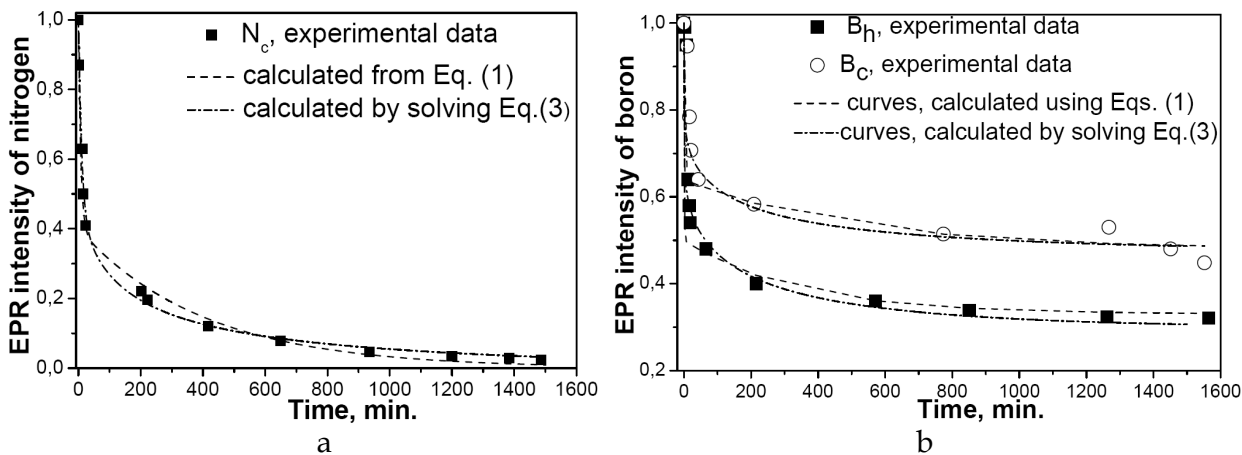 EPR intensity of nitrogen
1,0
0,8
0,6
0,4
0,2
0,0
N_c, experimental data
calculated from Eq. (1)
calculated by solving Eq.(3)
0 200 400 600 800 1000 1200 1400 1600
Time, min.
a
EPR intensity of boron
1,0
0,8
0,6
0,4
0,2
B_h, experimental data
B_c, experimental data
curves, calculated using Eqs. (1)
curves, calculated by solving Eq.(3)
0 200 400 600 800 1000 1200 1400 1600
Time, min.
b